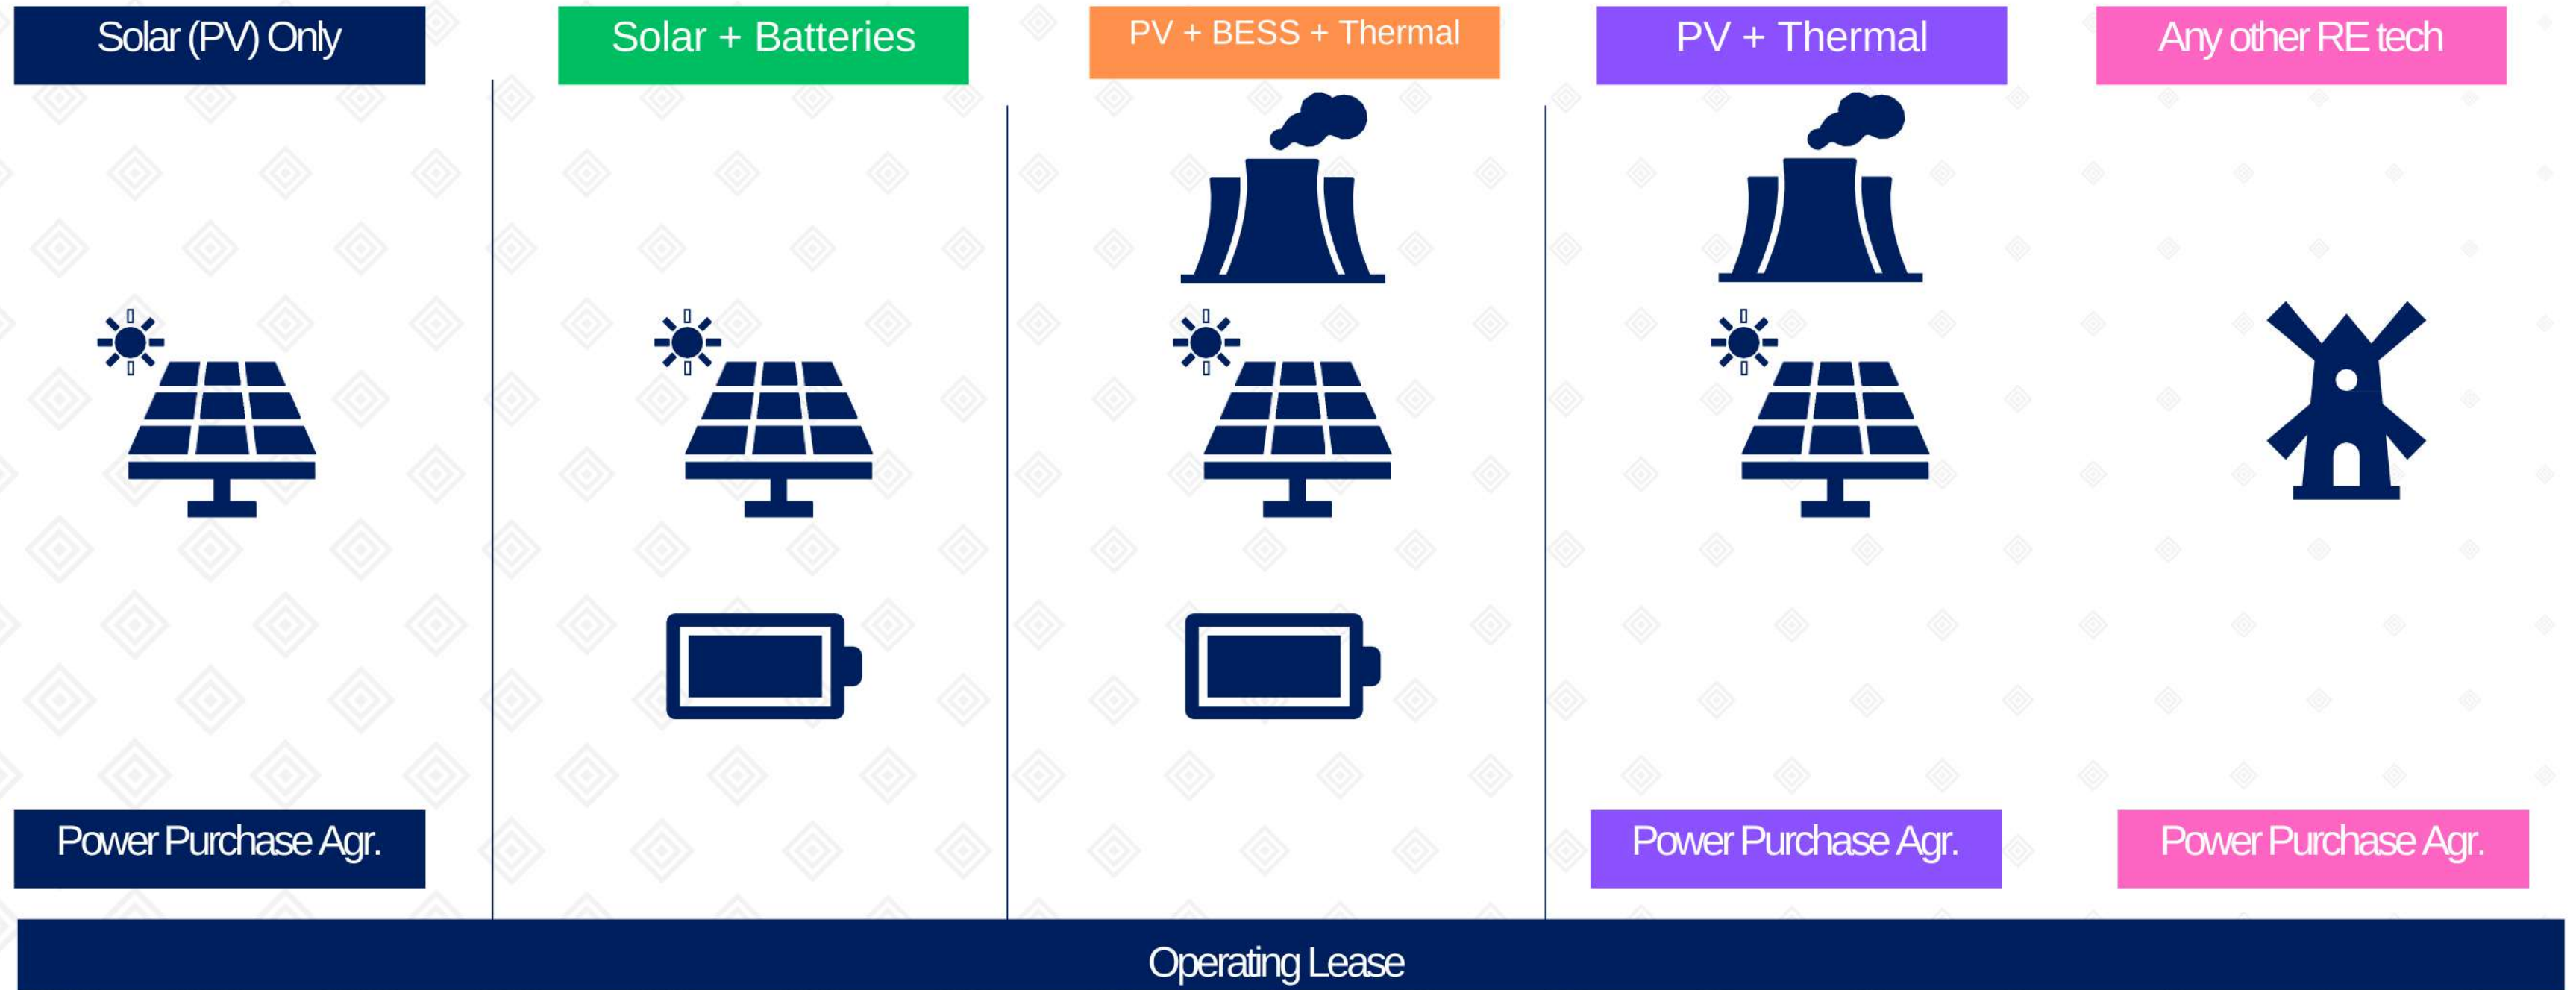 Solar (PV) Only
Solar + Batteries
PV + BESS + Thermal
PV + Thermal
Any other RE tech
Power Purchase Agr.
Power Purchase Agr.
Power Purchase Agr.
Operating Lease